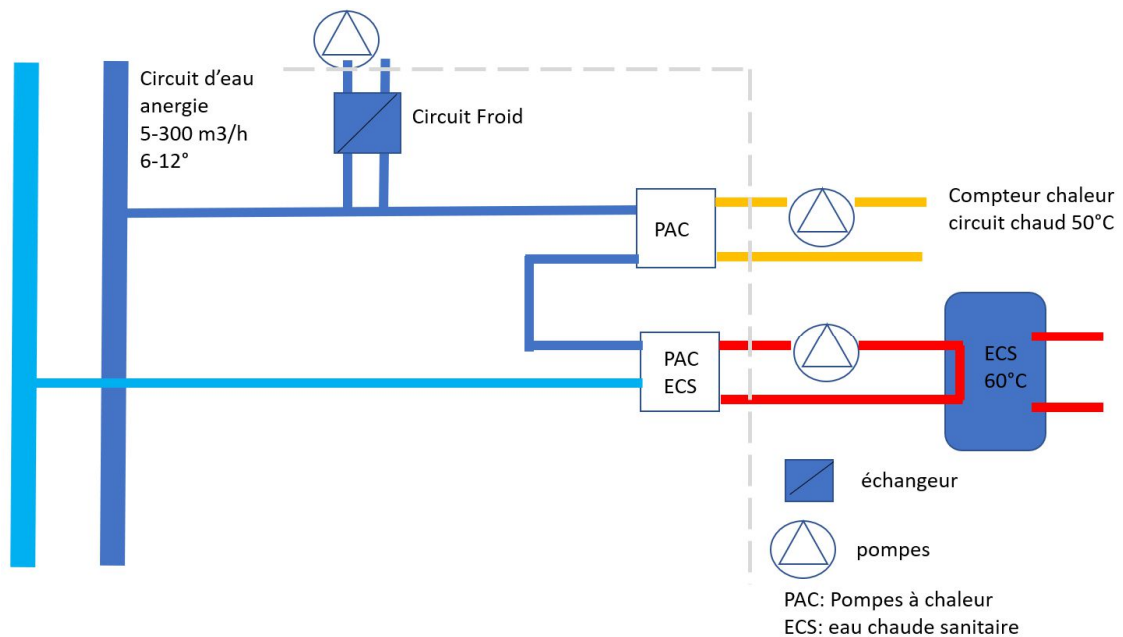 Circuit d'eau
anergie
5-300 m3/h
6-12°
Circuit Froid
PAC
Compteur chaleur
circuit chaud 50°C
PAC
ECS
ECS
60°C
échangeur
pompes
PAC: Pompes à chaleur
ECS: eau chaude sanitaire